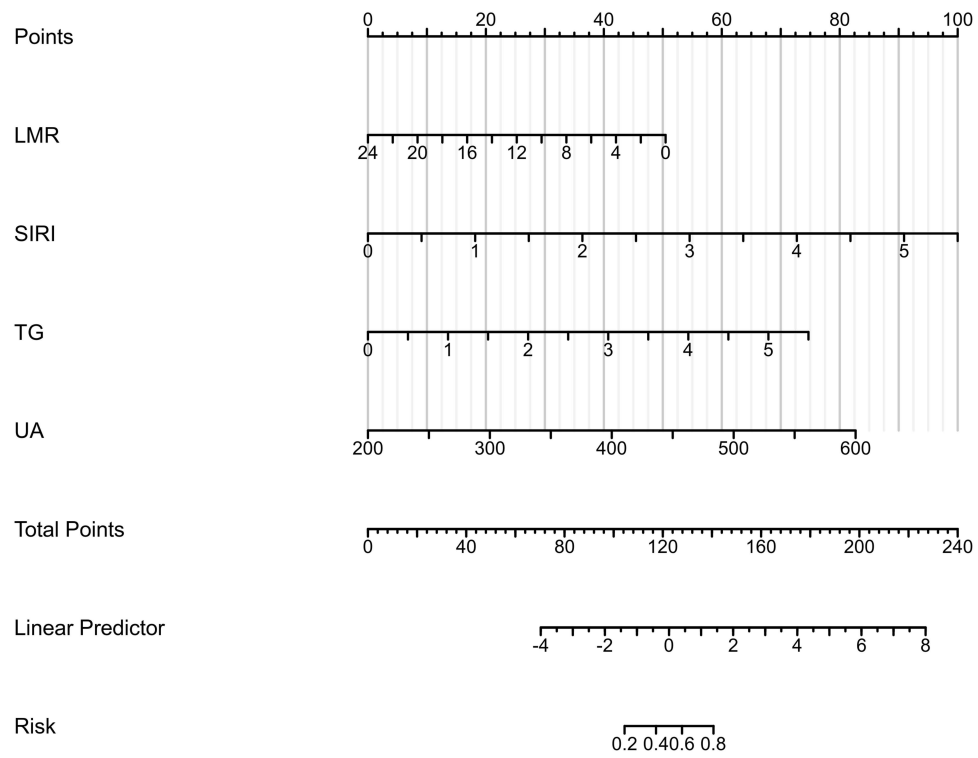 0 20 40 60 80 100
Points
LMR
24 20 16 12 8 4 0
SIRI
0 1 2 3 4 5
TG
0 1 2 3 4 5
UA
200 300 400 500 600
Total Points
0 40 80 120 160 200 240
Linear Predictor
-4 -2 0 2 4 6 8
Risk
0.2 0.4 0.6 0.8